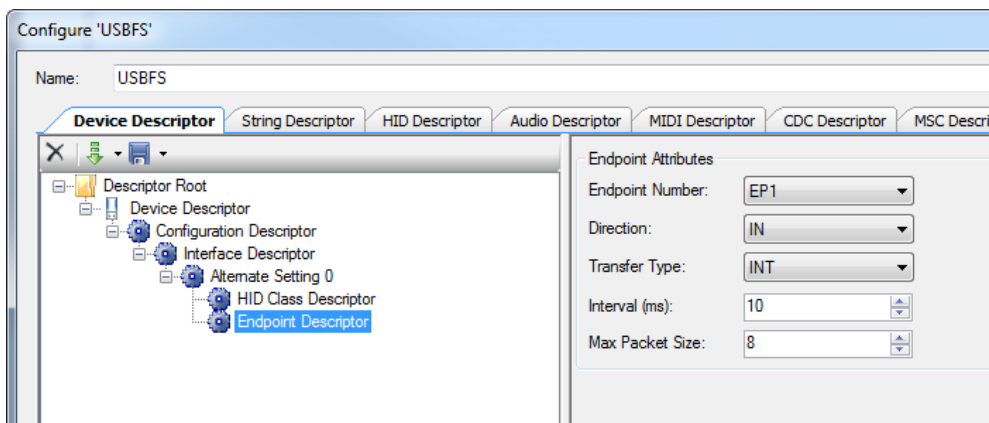 Configure 'USBFS'
Name: USBFS
Device Descriptor String Descriptor HID Descriptor Audio Descriptor MIDI Descriptor CDC Descriptor MSC Descri
Descriptor Root
Device Descriptor
Configuration Descriptor
Interface Descriptor
Alternate Setting 0
HID Class Descriptor
Endpoint Descriptor
Endpoint Attributes
Endpoint Number: EP1
Direction: IN
Transfer Type: INT
Interval (ms): 10
Max Packet Size: 8